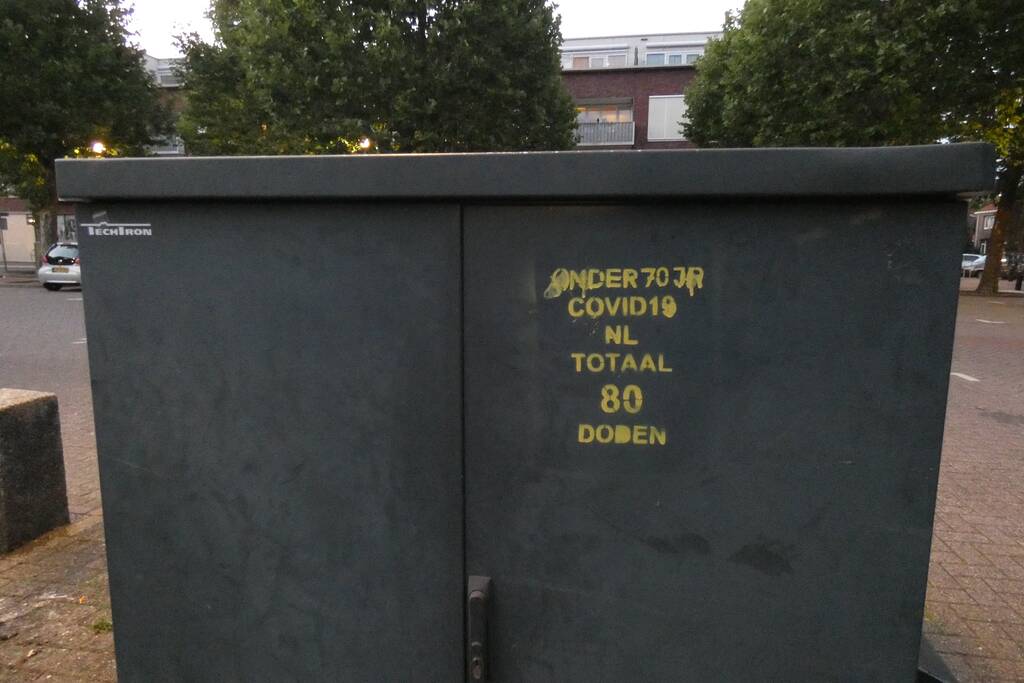 TECHTRON
ONDER 70 JR
COVID19
NL
TOTAAL
80
DODEN